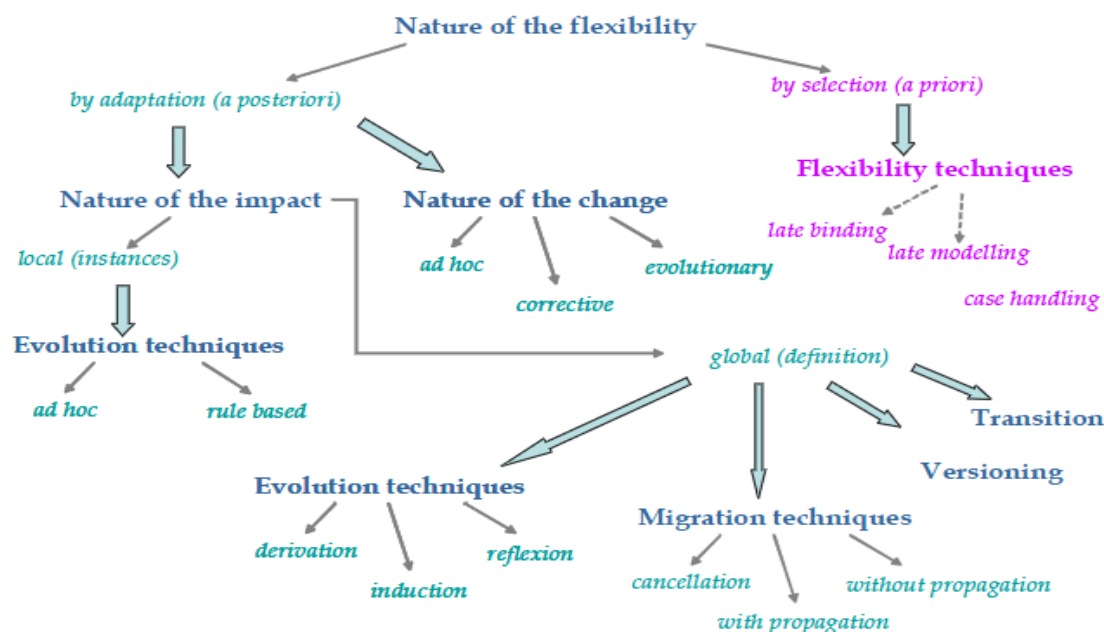 Nature of the flexibility
by adaptation (a posteriori)
by selection (a priori)
Flexibility techniques
Nature of the impact
Nature of the change
late binding
late modelling
local (instances)
ad hoc
evolutionary
corrective
case handling
Evolution techniques
global (definition)
ad hoc
rule based
Transition
Versioning
Evolution techniques
Migration techniques
derivation
reflexion
induction
cancellation
without propagation
with propagation